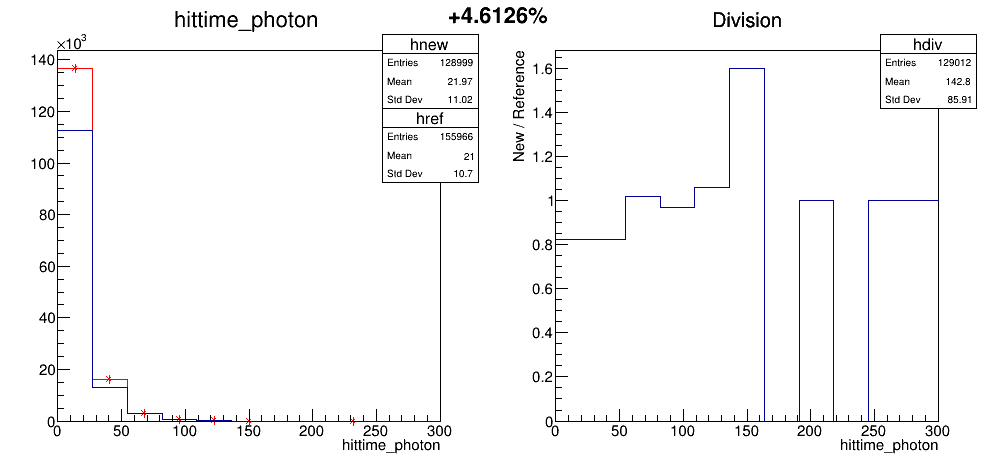 +4.6126%
hittime_photon
×10³
hnew
Entries 128999
Mean 21.97
Std Dev 11.02
href
Entries 155966
Mean 21
Std Dev 10.7
140
120
100
80
60
40
20
0
0 50 100 150 200 250 300
hittime_photon
Division
hdiv
Entries 129012
Mean 142.8
Std Dev 85.91
New / Reference
1.6
1.4
1.2
1
0.8
0.6
0.4
0.2
0
0 50 100 150 200 250 300
hittime_photon